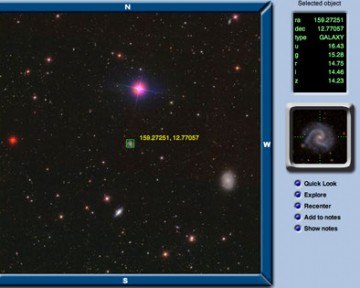 Selected object
N
ra 159.27251
dec 12.77057
type GALAXY
u 16.43
g 15.28
r 14.75
i 14.46
z 14.23
159.27251, 12.77057
W
Quick Look
Explore
Recenter
Add to notes
Show notes
S